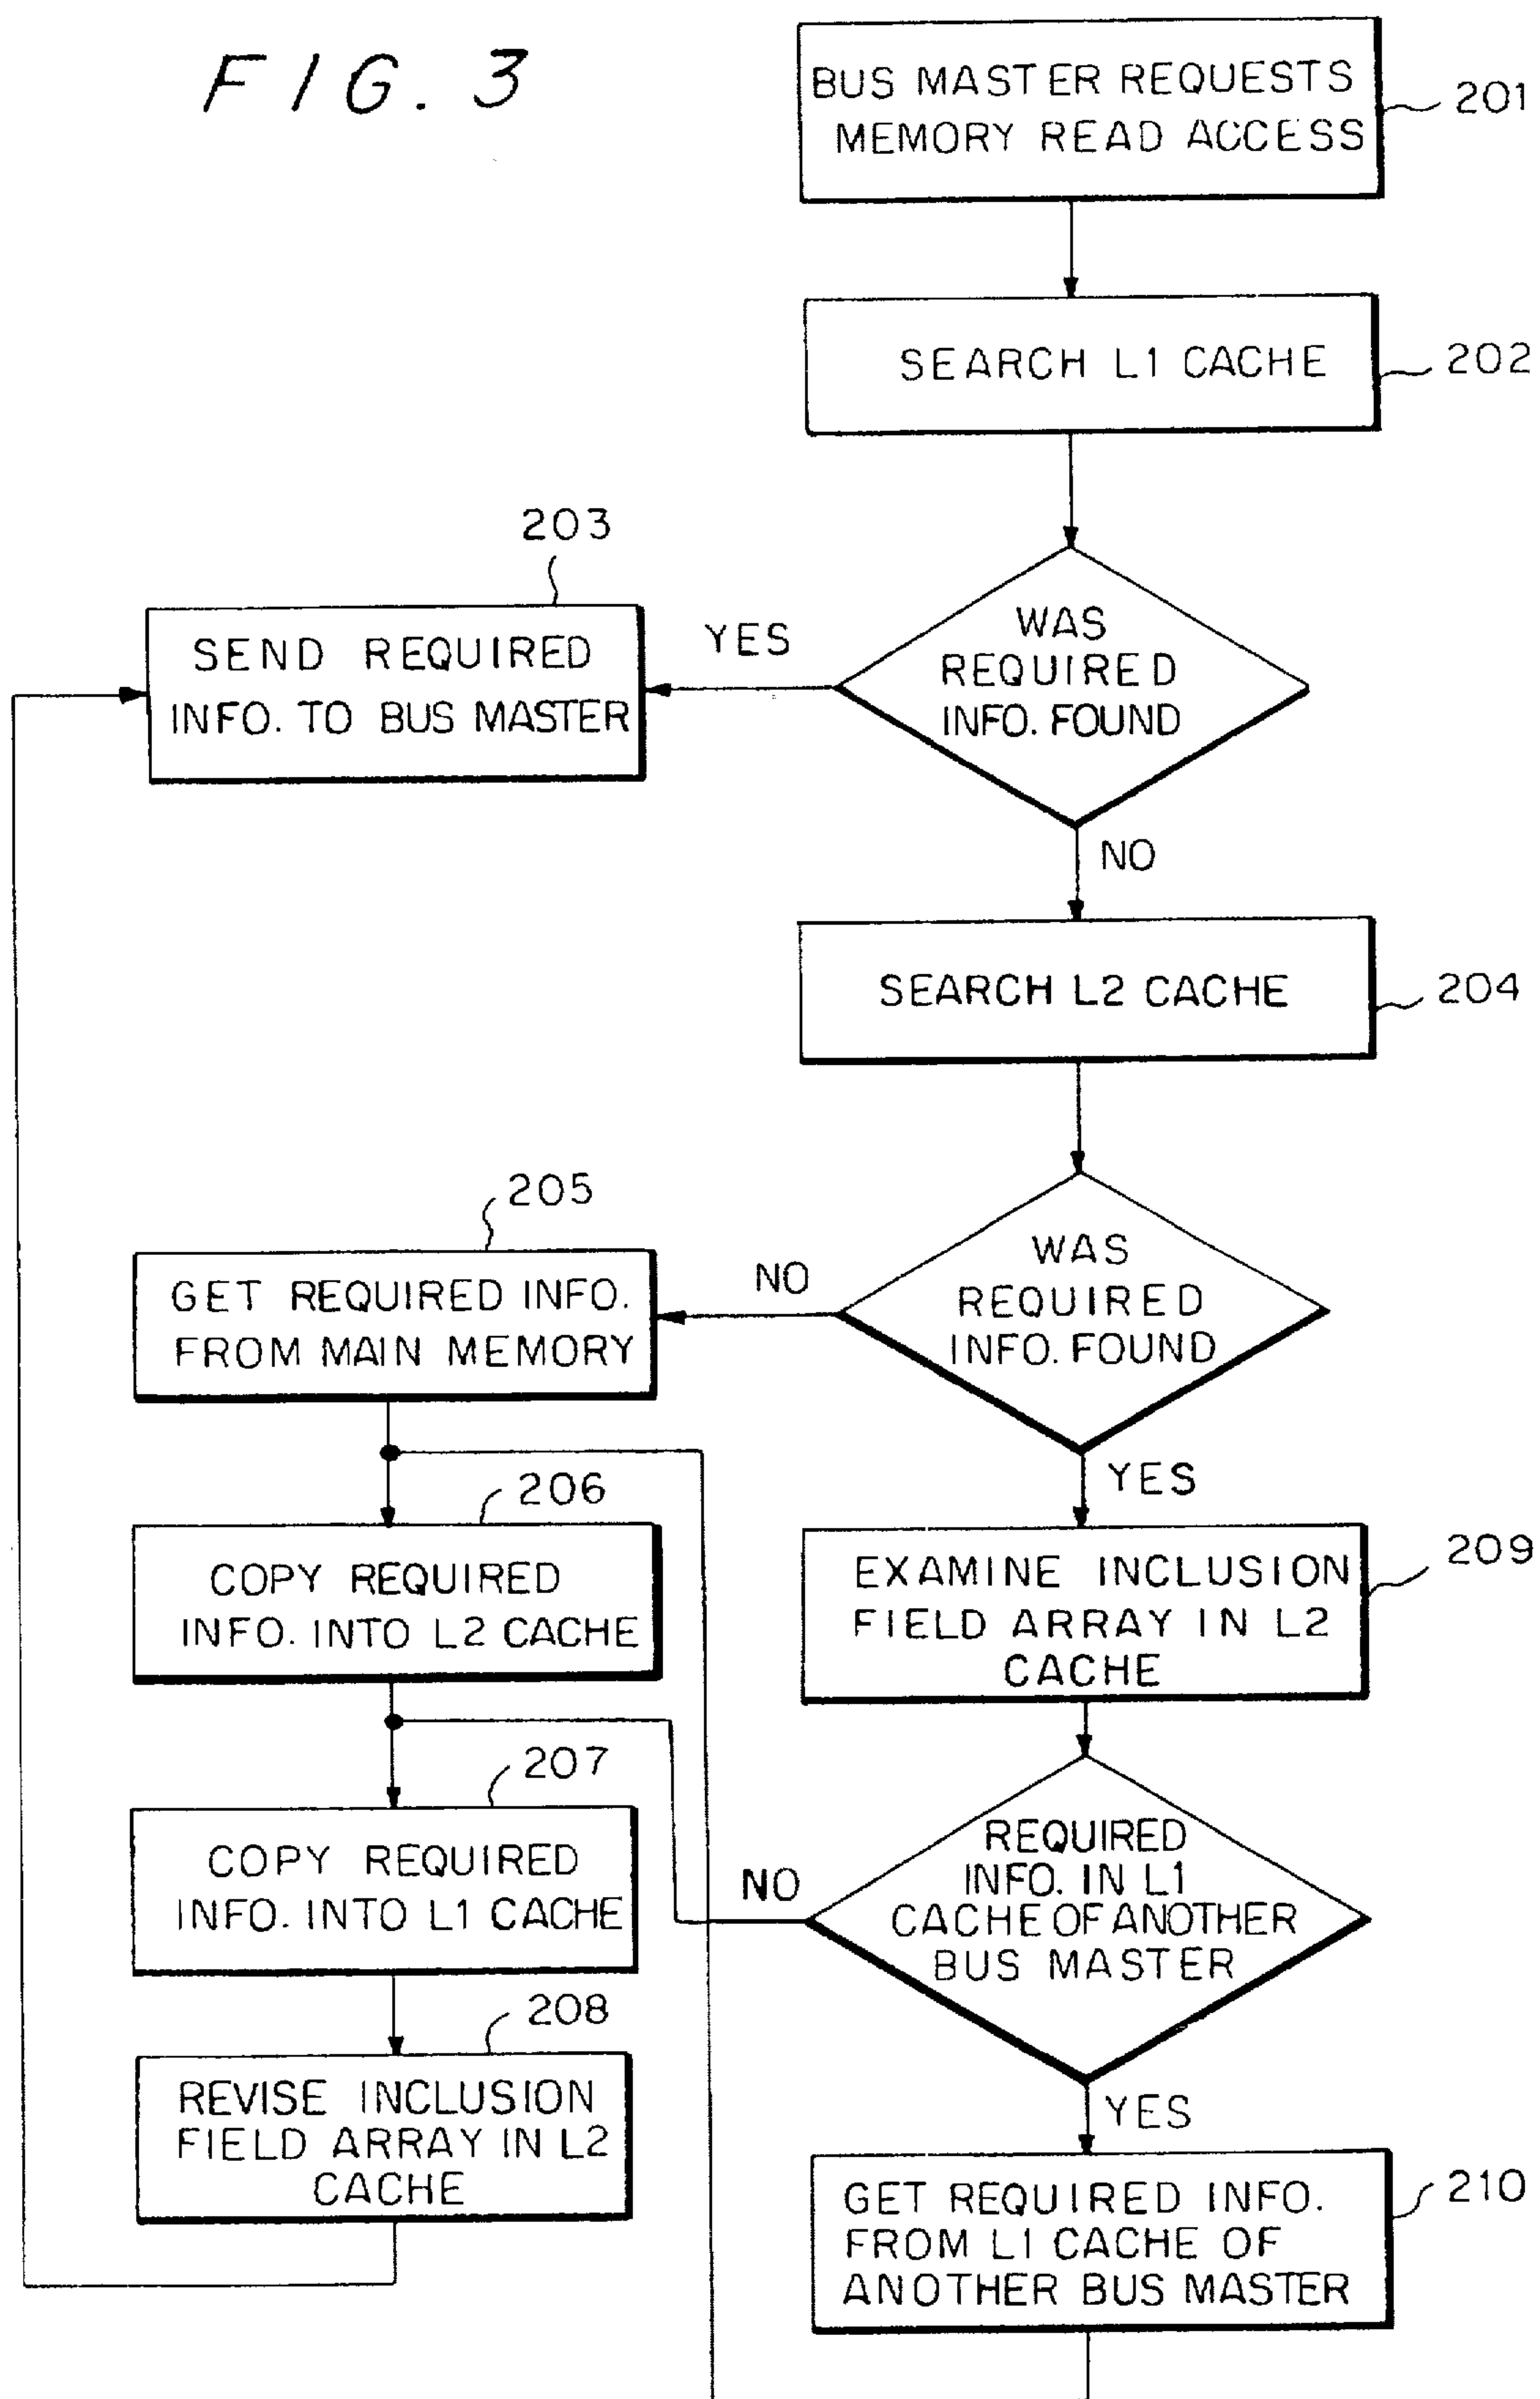 FIG. 3
BUS MASTER REQUESTS
MEMORY READ ACCESS
201
SEARCH L1 CACHE
202
203
SEND REQUIRED
INFO. TO BUS MASTER
YES
WAS
REQUIRED
INFO. FOUND
NO
SEARCH L2 CACHE
204
205
GET REQUIRED INFO.
FROM MAIN MEMORY
NO
WAS
REQUIRED
INFO. FOUND
YES
206
COPY REQUIRED
INFO. INTO L2 CACHE
EXAMINE INCLUSION
FIELD ARRAY IN L2
CACHE
209
207
COPY REQUIRED
INFO. INTO L1 CACHE
NO
REQUIRED
INFO. IN L1
CACHE OF ANOTHER
BUS MASTER
YES
208
REVISE INCLUSION
FIELD ARRAY IN L2
CACHE
GET REQUIRED INFO.
FROM L1 CACHE OF
ANOTHER BUS MASTER
210